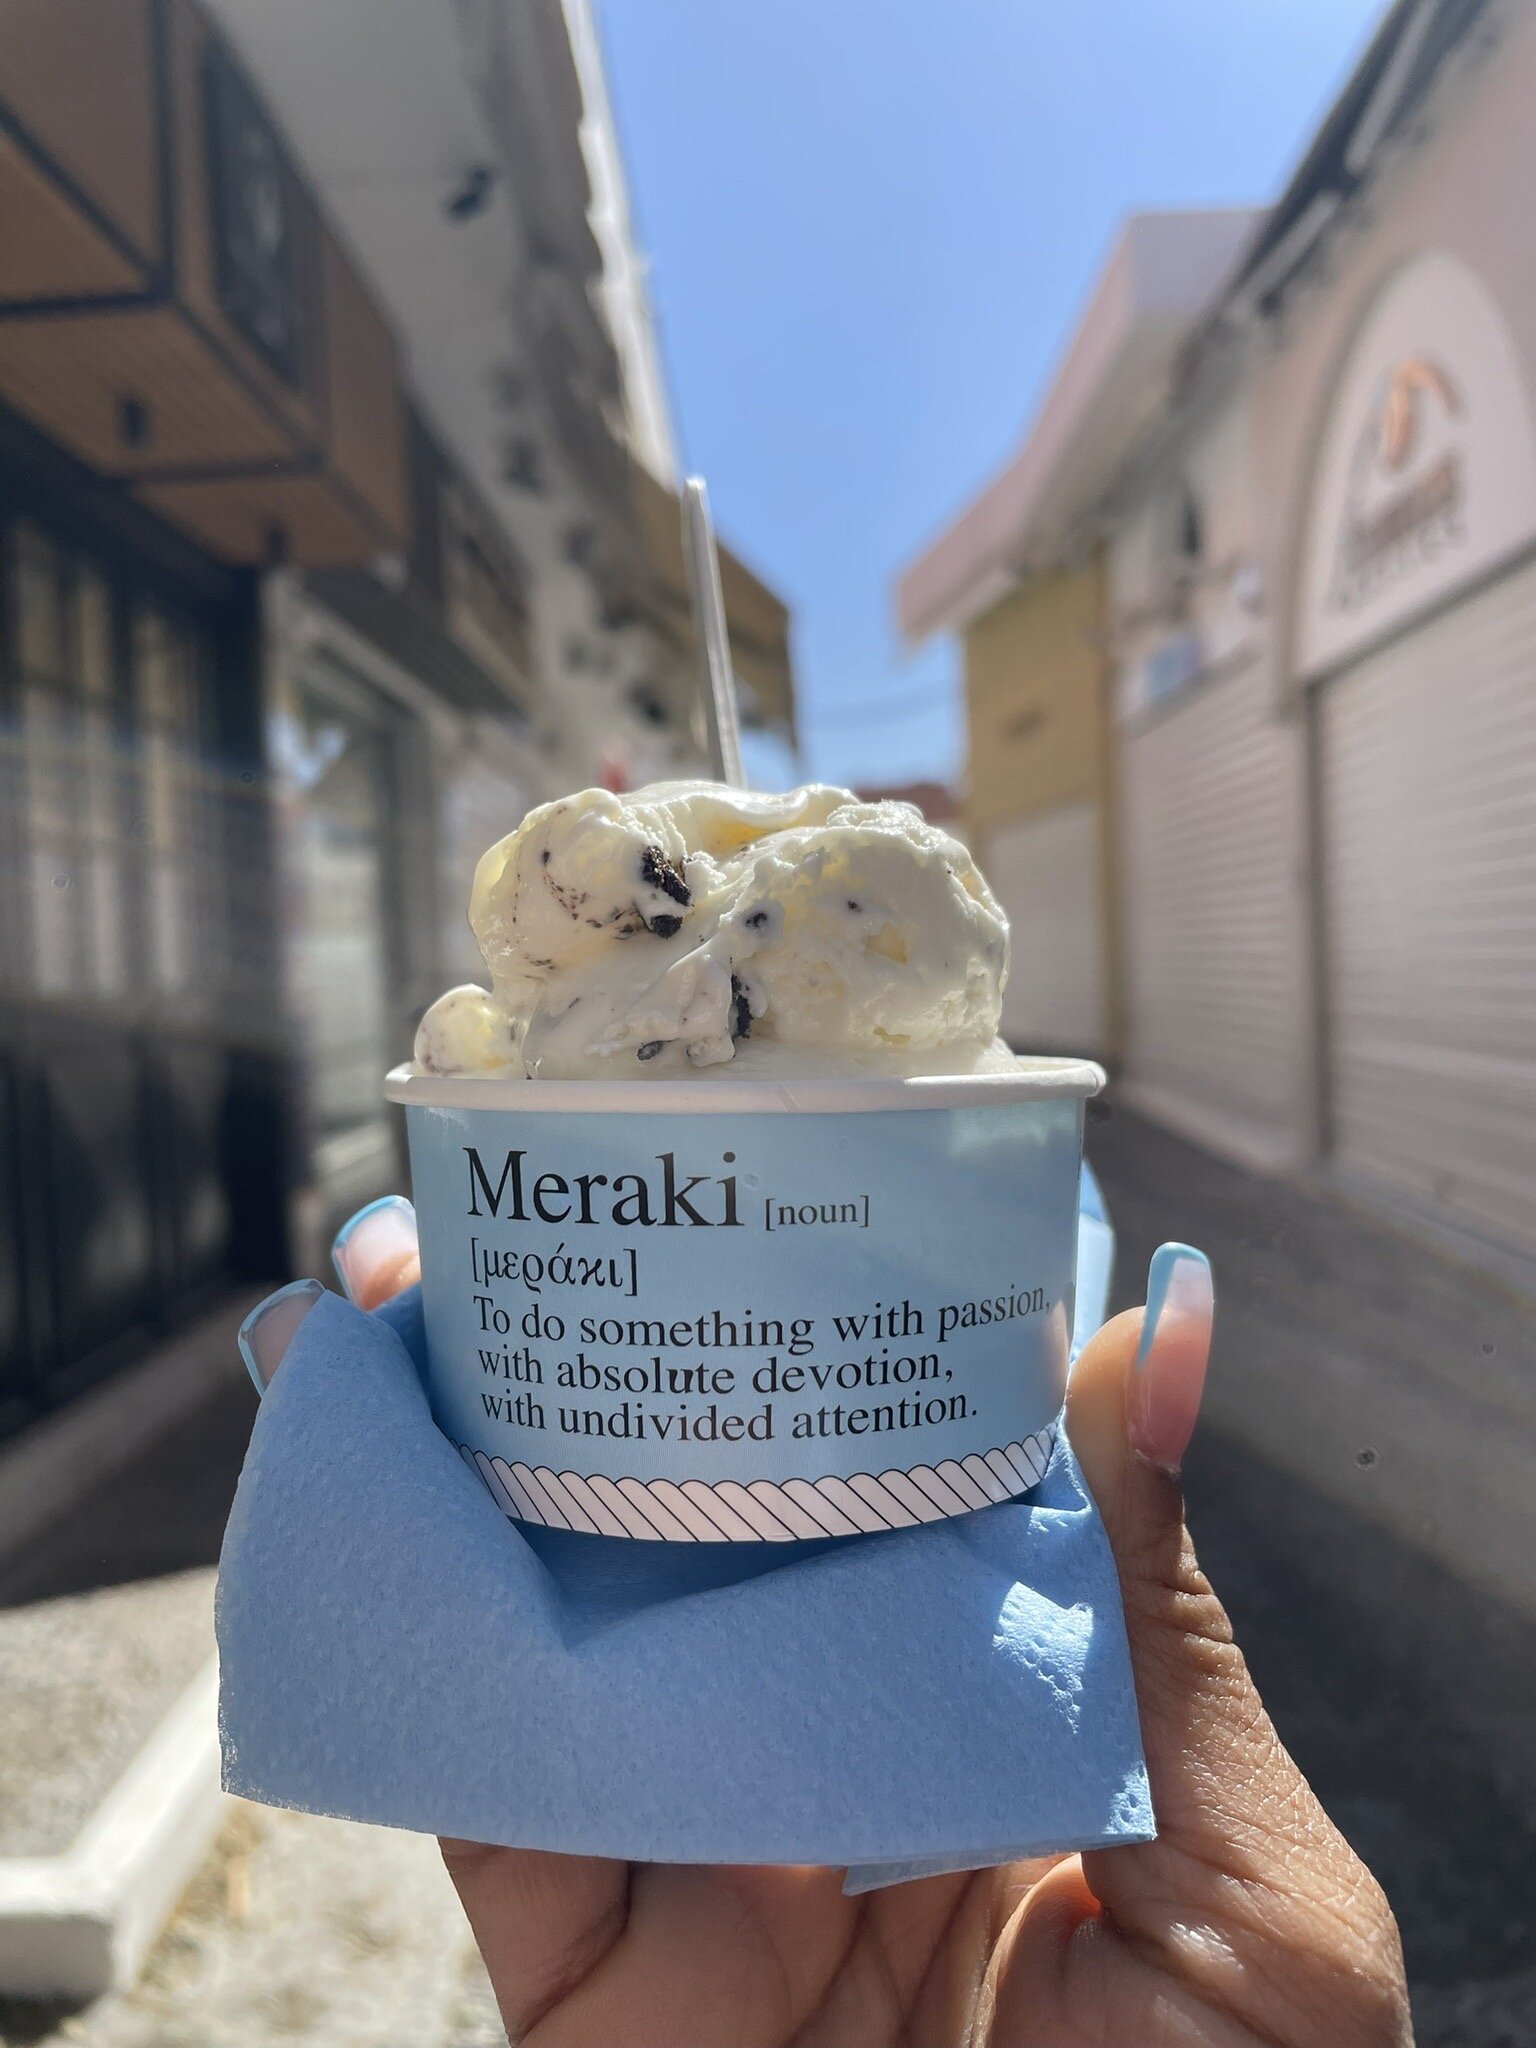 Meraki [noun]
[μεράκι]
To do something with passion,
with absolute devotion,
with undivided attention.